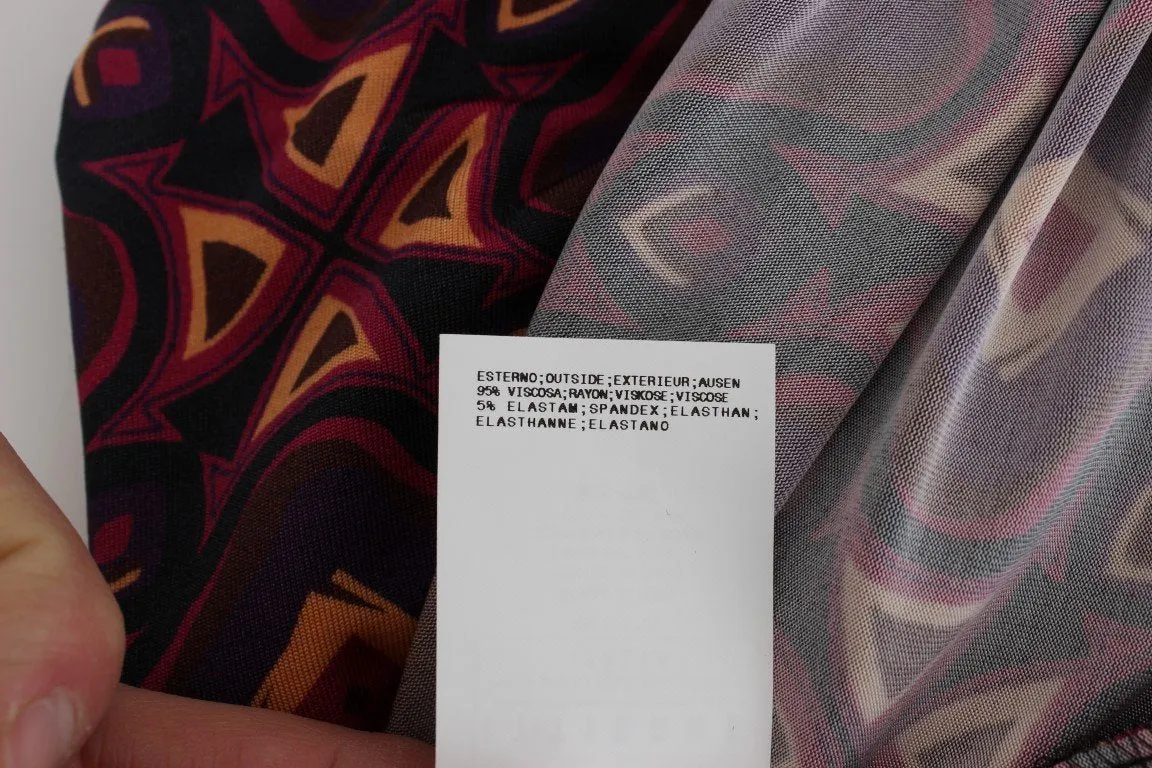 ESTERNO;OUTSIDE;EXTERIEUR;AUSEN
95% VISCOSA;RAYON;VISKOSE;VISCOSE
5% ELASTAM;SPANDEX;ELASTHAN;
ELASTHANNE;ELASTANO